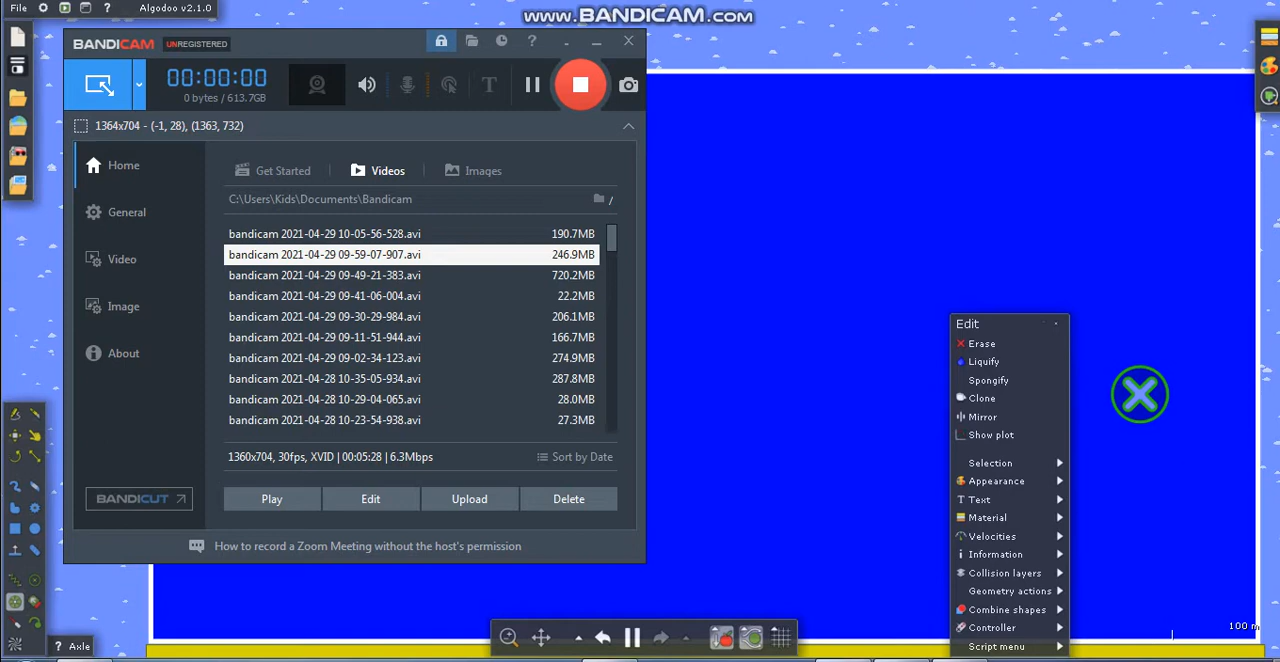 File ? Algodoo v2.1.0
www.BANDICAM.com
BANDICAM UNREGISTERED ?
00:00:00
0 bytes / 613.7GB
T
1364x704 - (-1, 28), (1363, 732)
Home
General
Video
Image
About
BANDICUT
Get Started
Videos
Images
C:\Users\Kids\Documents\Bandicam
/
bandicam 2021-04-29 10-05-56-528.avi 190.7MB
bandicam 2021-04-29 09-59-07-907.avi 246.9MB
bandicam 2021-04-29 09-49-21-383.avi 720.2MB
bandicam 2021-04-29 09-41-06-004.avi 22.2MB
bandicam 2021-04-29 09-30-29-984.avi 206.1MB
bandicam 2021-04-29 09-11-51-944.avi 166.7MB
bandicam 2021-04-29 09-02-34-123.avi 274.9MB
bandicam 2021-04-28 10-35-05-934.avi 287.8MB
bandicam 2021-04-28 10-29-04-065.avi 28.0MB
bandicam 2021-04-28 10-23-54-938.avi 27.3MB
1360x704, 30fps, XVID | 00:05:28 | 6.3Mbps Sort by Date
Play Edit Upload Delete
How to record a Zoom Meeting without the host's permission
Edit
Erase
Liquify
Spongify
Clone
Mirror
Show plot
Selection
Appearance
T Text
Material
Velocities
Information
Collision layers
Geometry actions
Combine shapes
Controller
Script menu
100 m
? Axle